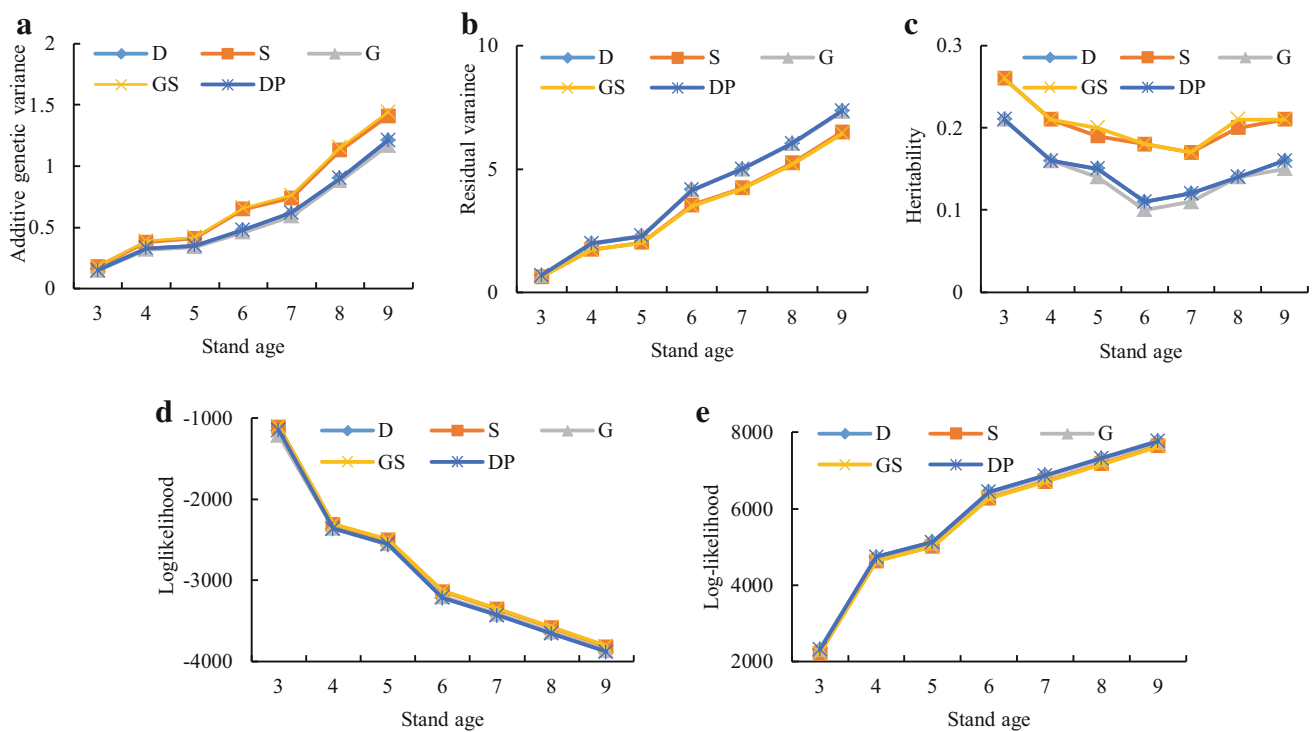 a
2
1.5
1
0.5
0
Additive genetic variance
D S G
GS DP
3 4 5 6 7 8 9
Stand age
b
10
5
0
Residual varaince
D S G
GS DP
3 4 5 6 7 8 9
Stand age
c
0.3
0.2
0.1
0
Heritability
D S G
GS DP
3 4 5 6 7 8 9
Stand age
d
-1000
-2000
-3000
-4000
Loglikelihood
D S G
GS DP
3 4 5 6 7 8 9
Stand age
e
8000
6000
4000
2000
Log-likelihood
D S G
GS DP
3 4 5 6 7 8 9
Stand age